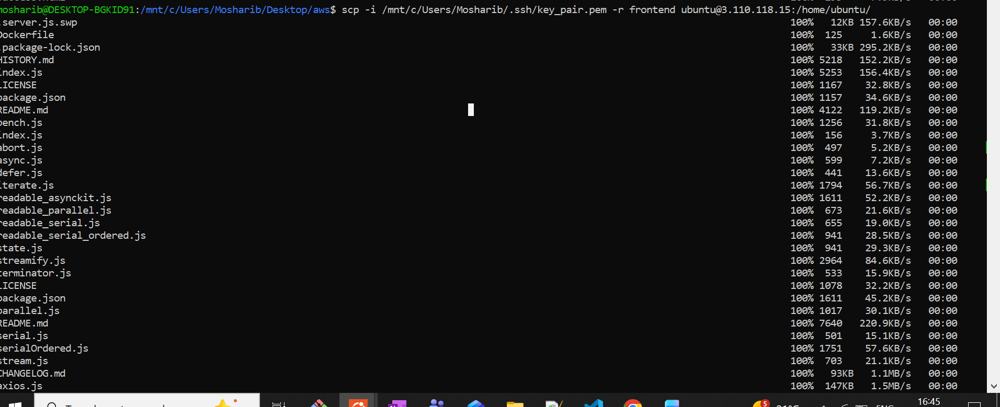 mosharib@DESKTOP-BGKID91:/mnt/c/Users/Mosharib/Desktop/aws$ scp -i /mnt/c/Users/Mosharib/.ssh/key_pair.pem -r frontend ubuntu@3.110.118.15:/home/ubuntu/
.server.js.swp 100% 12KB 157.6KB/s 00:00
Dockerfile 100% 125 1.6KB/s 00:00
.package-lock.json 100% 33KB 295.2KB/s 00:00
HISTORY.md 100% 5218 152.2KB/s 00:00
index.js 100% 5253 156.4KB/s 00:00
LICENSE 100% 1167 32.8KB/s 00:00
package.json 100% 1157 34.6KB/s 00:00
README.md 100% 4122 119.2KB/s 00:00
bench.js 100% 1256 31.8KB/s 00:00
index.js 100% 156 3.7KB/s 00:00
abort.js 100% 497 5.2KB/s 00:00
async.js 100% 599 7.2KB/s 00:00
defer.js 100% 441 13.6KB/s 00:00
iterate.js 100% 1794 56.7KB/s 00:00
readable_asynckit.js 100% 1611 52.2KB/s 00:00
readable_parallel.js 100% 673 21.6KB/s 00:00
readable_serial.js 100% 655 19.0KB/s 00:00
readable_serial_ordered.js 100% 941 28.5KB/s 00:00
state.js 100% 941 29.3KB/s 00:00
streamify.js 100% 2964 84.6KB/s 00:00
terminator.js 100% 533 15.9KB/s 00:00
LICENSE 100% 1078 32.2KB/s 00:00
package.json 100% 1611 45.2KB/s 00:00
parallel.js 100% 1017 30.1KB/s 00:00
README.md 100% 7640 220.9KB/s 00:00
serial.js 100% 501 15.1KB/s 00:00
serialOrdered.js 100% 1751 57.6KB/s 00:00
stream.js 100% 703 21.1KB/s 00:00
CHANGELOG.md 100% 93KB 1.1MB/s 00:00
axios.js 100% 147KB 1.5MB/s 00:00
5
16:45